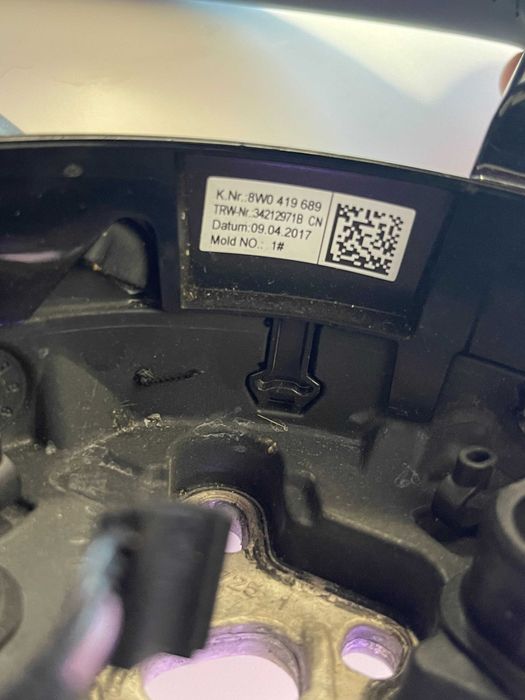 K.Nr.:8W0 419 689
TRW-Nr.:34212971B CN
Datum:09.04.2017
Mold NO.: 1#